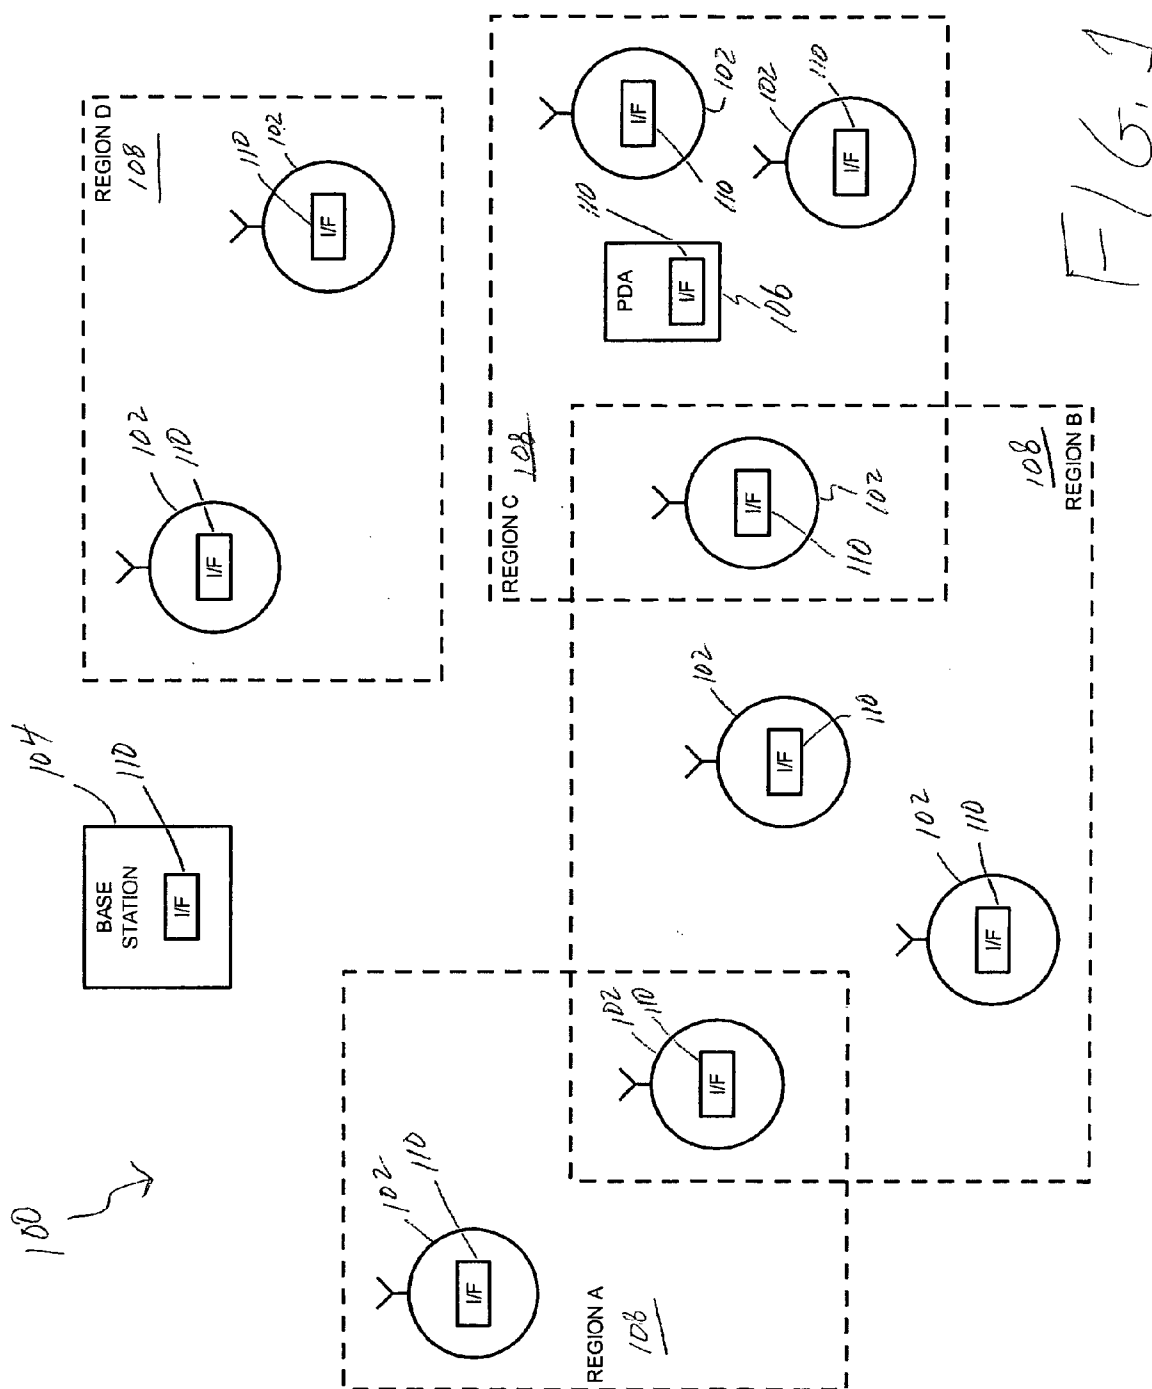 100
BASE
STATION
I/F
104
110
REGION D
108
I/F
102
110
I/F
110
102
REGION A
108
I/F
102
110
I/F
102
110
REGION C
108
I/F
110
102
PDA
I/F
110
106
I/F
110
102
I/F
102
110
I/F
102
110
I/F
102
110
108
REGION B
FIG. 1